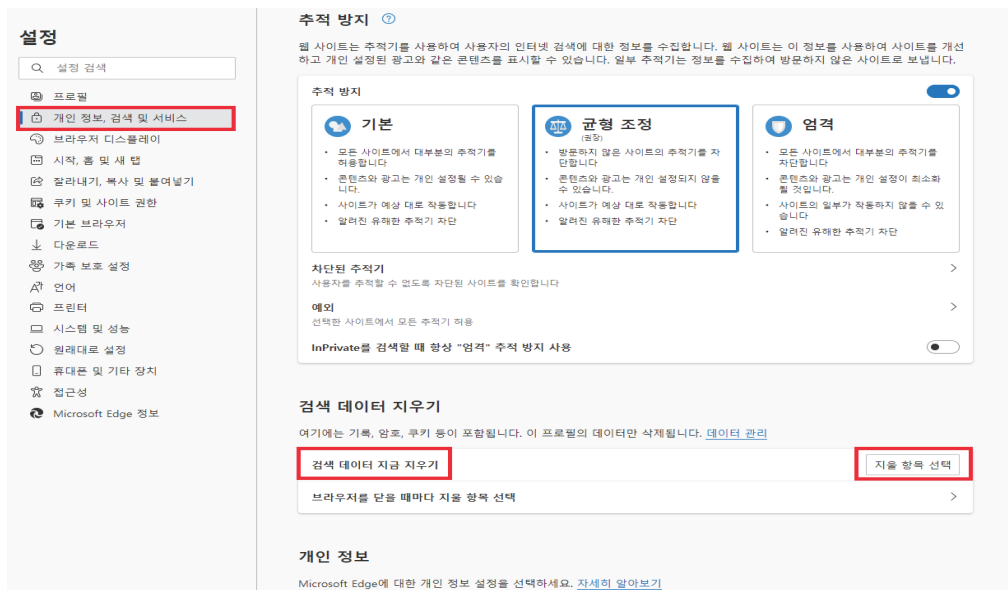 설정
설정 검색
프로필
개인 정보, 검색 및 서비스
브라우저 디스플레이
시작, 홈 및 새 탭
잘라내기, 복사 및 붙여넣기
쿠키 및 사이트 권한
기본 브라우저
다운로드
가족 보호 설정
언어
프린터
시스템 및 성능
원래대로 설정
휴대폰 및 기타 장치
접근성
Microsoft Edge 정보
추적 방지
웹 사이트는 추적기를 사용하여 사용자의 인터넷 검색에 대한 정보를 수집합니다. 웹 사이트는 이 정보를 사용하여 사이트를 개선
하고 개인 설정된 광고와 같은 콘텐츠를 표시할 수 있습니다. 일부 추적기는 정보를 수집하여 방문하지 않은 사이트로 보냅니다.
추적 방지
기본
• 모든 사이트에서 대부분의 추적기를
허용합니다
• 콘텐츠와 광고는 개인 설정될 수 있습
니다.
• 사이트가 예상 대로 작동합니다
• 알려진 유해한 추적기 차단
균형 조정
(권장)
• 방문하지 않은 사이트의 추적기를 차
단합니다
• 콘텐츠와 광고는 개인 설정되지 않을
수 있습니다.
• 사이트가 예상 대로 작동합니다
• 알려진 유해한 추적기 차단
엄격
• 모든 사이트에서 대부분의 추적기를
차단합니다
• 콘텐츠와 광고는 개인 설정이 최소화
될 것입니다.
• 사이트의 일부가 작동하지 않을 수 있
습니다
• 알려진 유해한 추적기 차단
차단된 추적기
사용자를 추적할 수 없도록 차단된 사이트를 확인합니다
예외
선택한 사이트에서 모든 추적기 허용
InPrivate를 검색할 때 항상 "엄격" 추적 방지 사용
검색 데이터 지우기
여기에는 기록, 암호, 쿠키 등이 포함됩니다. 이 프로필의 데이터만 삭제됩니다. 데이터 관리
검색 데이터 지금 지우기
지울 항목 선택
브라우저를 닫을 때마다 지울 항목 선택
개인 정보
Microsoft Edge에 대한 개인 정보 설정을 선택하세요. 자세히 알아보기